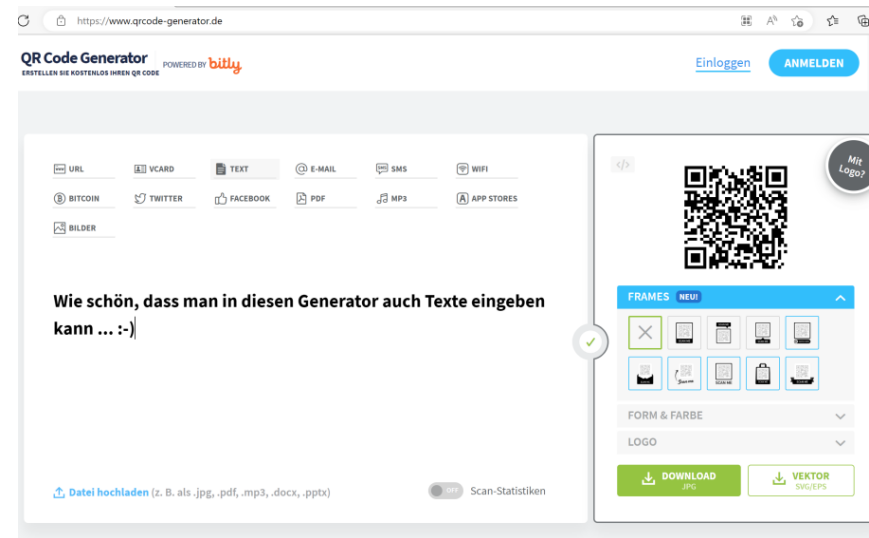 https://www.qrcode-generator.de
QR Code Generator
POWERED BY bitly
ERSTELLEN SIE KOSTENLOS IHREN QR CODE
Einloggen
ANMELDEN
URL
VCARD
TEXT
E-MAIL
SMS
WIFI
BITCOIN
TWITTER
FACEBOOK
PDF
MP3
APP STORES
BILDER
Wie schön, dass man in diesen Generator auch Texte eingeben
kann ... :-)
Datei hochladen (z. B. als .jpg, .pdf, .mp3, .docx, .pptx)
OFF
Scan-Statistiken
</>
Mit
Logo?
FRAMES NEU!
SCAN ME
FORM & FARBE
LOGO
DOWNLOAD
JPG
VEKTOR
SVG/EPS